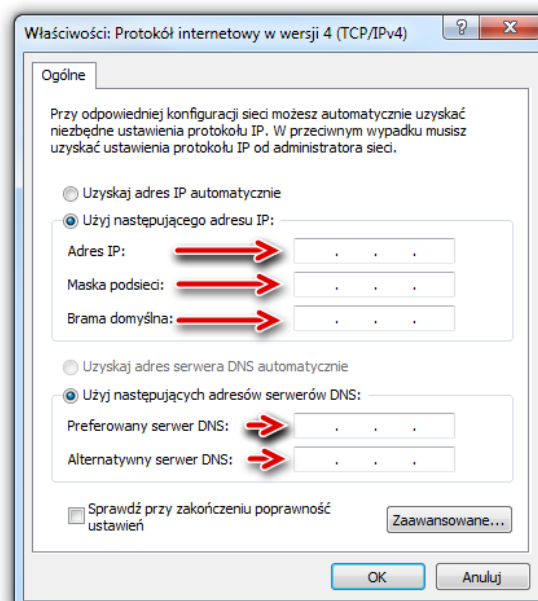 Właściwości: Protokół internetowy w wersji 4 (TCP/IPv4)
Ogólne
Przy odpowiedniej konfiguracji sieci możesz automatycznie uzyskać
niezbędne ustawienia protokołu IP. W przeciwnym wypadku musisz
uzyskać ustawienia protokołu IP od administratora sieci.
Uzyskaj adres IP automatycznie
Użyj następującego adresu IP:
Adres IP:
Maska podsieci:
Brama domyślna:
Uzyskaj adres serwera DNS automatycznie
Użyj następujących adresów serwerów DNS:
Preferowany serwer DNS:
Alternatywny serwer DNS:
Sprawdź przy zakończeniu poprawność
ustawień
Zaawansowane...
OK Anuluj